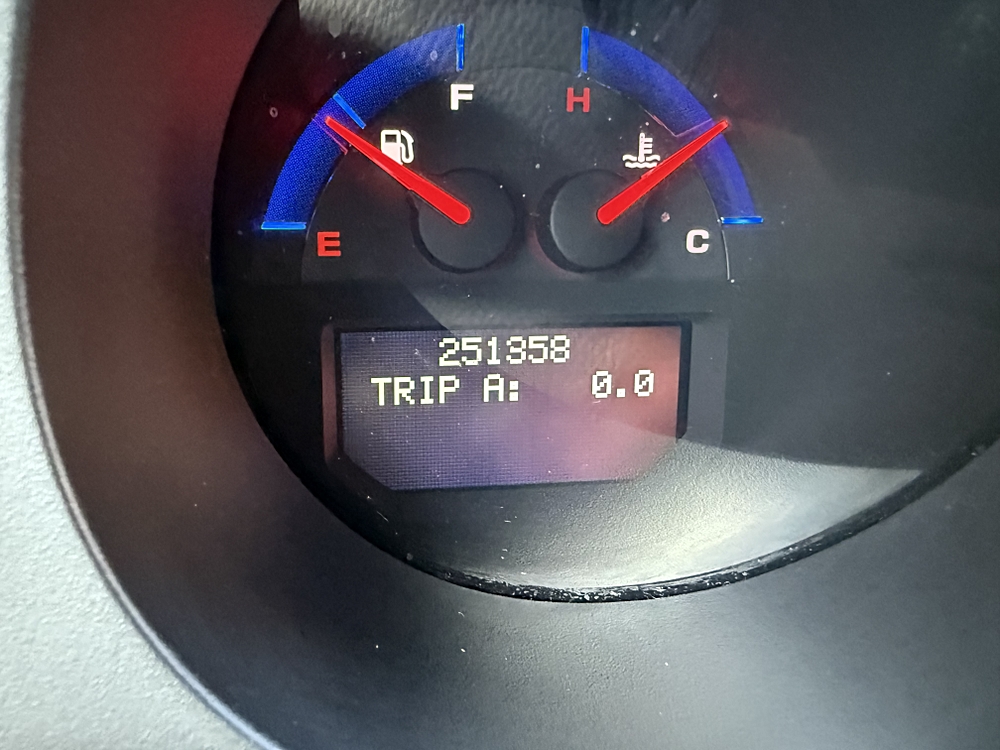 F H
E C
251358
TRIP A: 0.0